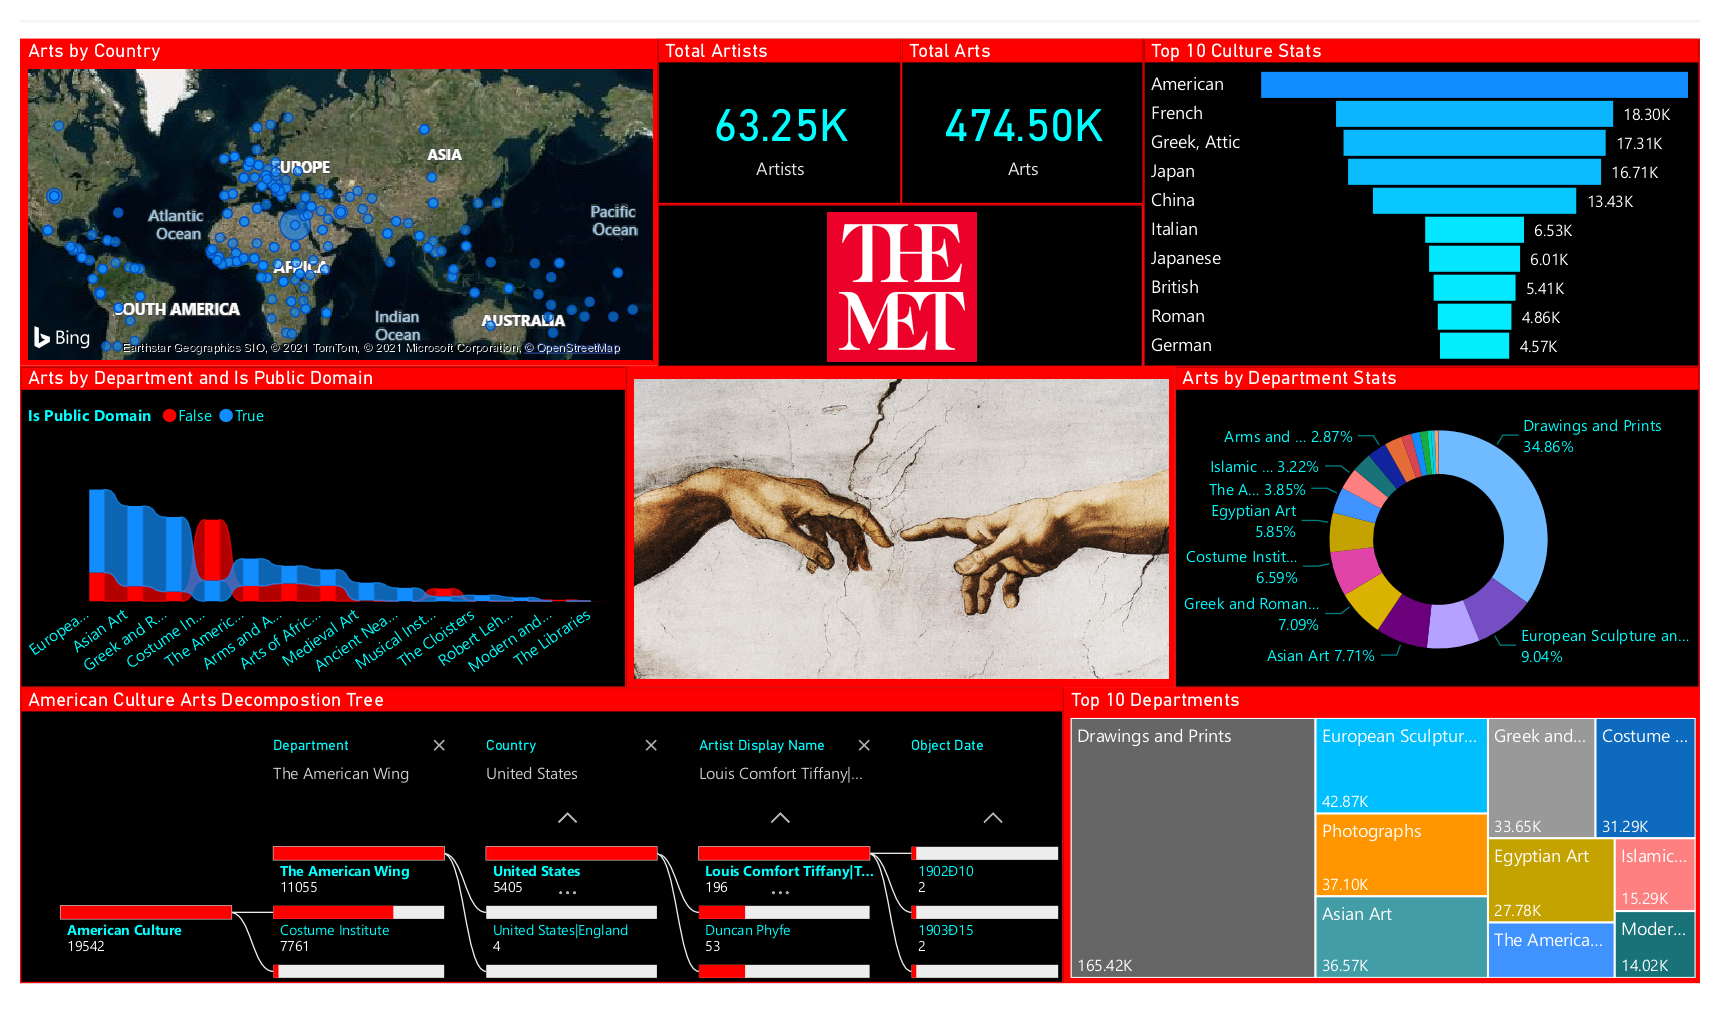 Arts by Country
EUROPE
ASIA
Atlantic
Ocean
Pacific
Ocean
AFRICA
SOUTH AMERICA
Indian
Ocean
AUSTRALIA
Bing
Earthstar Geographics SIO, © 2021 TomTom, © 2021 Microsoft Corporation, © OpenStreetMap
Total Artists
63.25K
Artists
Total Arts
474.50K
Arts
THE
MET
Top 10 Culture Stats
American
French 18.30K
Greek, Attic 17.31K
Japan 16.71K
China 13.43K
Italian 6.53K
Japanese 6.01K
British 5.41K
Roman 4.86K
German 4.57K
Arts by Department and Is Public Domain
Is Public Domain False True
Europea...
Asian Art
Greek and R...
Costume In...
The Americ...
Arms and A...
Arts of Afric...
Medieval Art
Ancient Nea...
Musical Inst...
The Cloisters
Robert Leh...
Modern and...
The Libraries
Arts by Department Stats
Drawings and Prints
34.86%
European Sculpture an...
9.04%
Asian Art 7.71%
Greek and Roman...
7.09%
Costume Instit...
6.59%
Egyptian Art
5.85%
The A... 3.85%
Islamic ... 3.22%
Arms and ... 2.87%
American Culture Arts Decompostion Tree
Department
The American Wing
Country
United States
Artist Display Name
Louis Comfort Tiffany|...
Object Date
American Culture
19542
The American Wing
11055
Costume Institute
7761
United States
5405
...
United States|England
4
Louis Comfort Tiffany|T...
196
...
Duncan Phyfe
53
1902Đ10
2
1903Đ15
2
Top 10 Departments
Drawings and Prints
165.42K
European Sculptur...
42.87K
Photographs
37.10K
Asian Art
36.57K
Greek and...
33.65K
Costume ...
31.29K
Egyptian Art
27.78K
The America...
Islamic...
15.29K
Moder...
14.02K